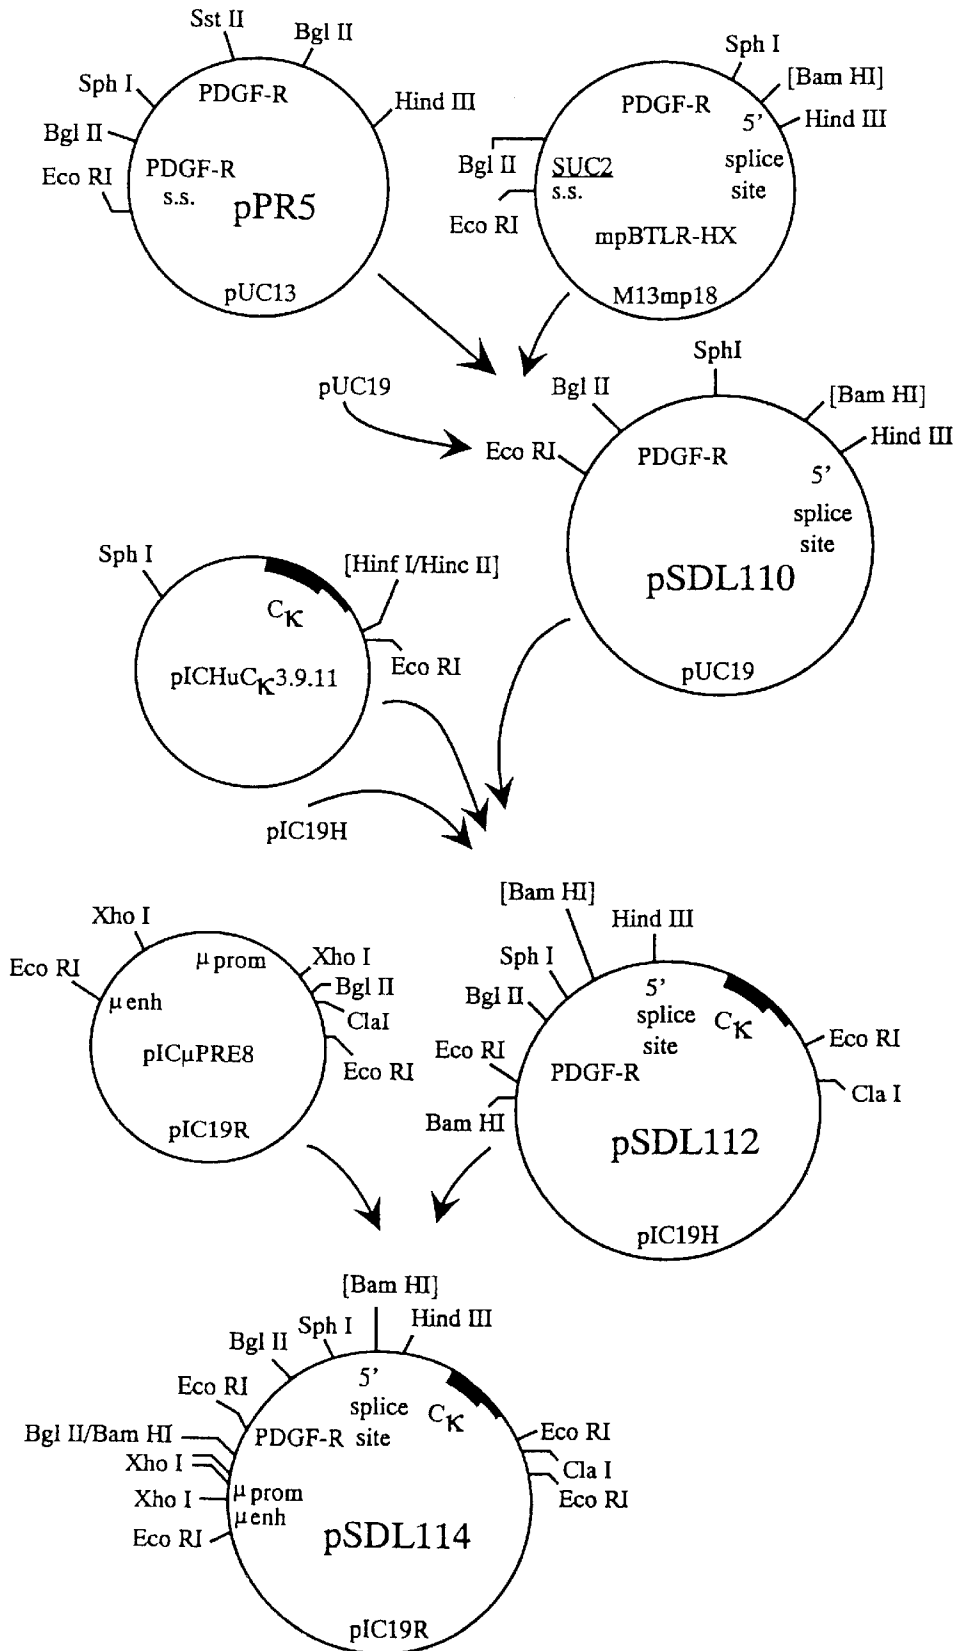 Sst II
Bgl II
Sph I
Hind III
Bgl II
Eco RI
PDGF-R
PDGF-R
s.s.
pPR5
pUC13
Sph I
[Bam HI]
Hind III
PDGF-R
5’
splice
site
Bgl II
SUC2
s.s.
Eco RI
mpBTLR-HX
M13mp18
pUC19
SphI
Bgl II
[Bam HI]
Hind III
Eco RI
PDGF-R
5’
splice
site
pSDL110
pUC19
Sph I
[Hinf I/Hinc II]
Cκ
Eco RI
pICHuCκ3.9.11
pIC19H
Xho I
Eco RI
μ prom
Xho I
Bgl II
ClaI
μ enh
Eco RI
pICμPRE8
pIC19R
[Bam HI]
Hind III
Sph I
Bgl II
5’
splice
site
Cκ
Eco RI
Eco RI
PDGF-R
Cla I
Bam HI
pSDL112
pIC19H
[Bam HI]
Sph I
Hind III
Bgl II
Eco RI
5’
splice
site
Cκ
Bgl II/Bam HI
PDGF-R
Eco RI
Xho I
Cla I
Xho I
μ prom
Eco RI
μ enh
Eco RI
pSDL114
pIC19R